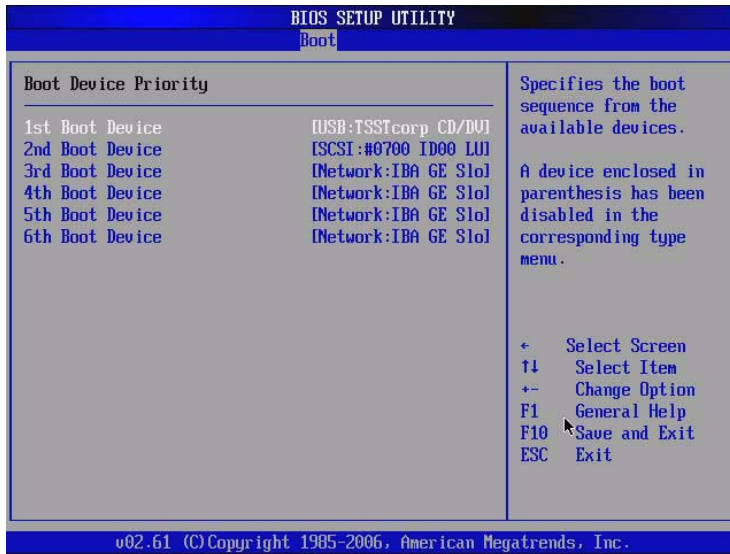 BIOS SETUP UTILITY
Boot
Boot Device Priority
1st Boot Device [USB:TSSTcorp CD/DV]
2nd Boot Device [SCSI:#0700 ID00 LU]
3rd Boot Device [Network:IBA GE Slo]
4th Boot Device [Network:IBA GE Slo]
5th Boot Device [Network:IBA GE Slo]
6th Boot Device [Network:IBA GE Slo]
Specifies the boot
sequence from the
available devices.
A device enclosed in
parenthesis has been
disabled in the
corresponding type
menu.
← Select Screen
↑↓ Select Item
+- Change Option
F1 General Help
F10 Save and Exit
ESC Exit
v02.61 (C)Copyright 1985-2006, American Megatrends, Inc.